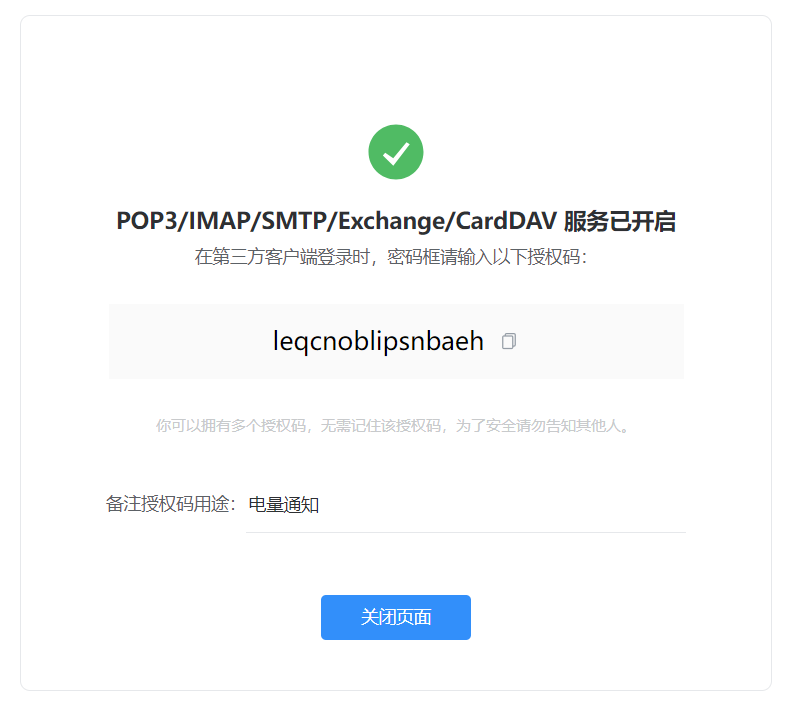 POP3/IMAP/SMTP/Exchange/CardDAV 服务已开启
在第三方客户端登录时，密码框请输入以下授权码：
leqcnoblipsnbaeh
你可以拥有多个授权码，无需记住该授权码，为了安全请勿告知其他人。
备注授权码用途： 电量通知
关闭页面